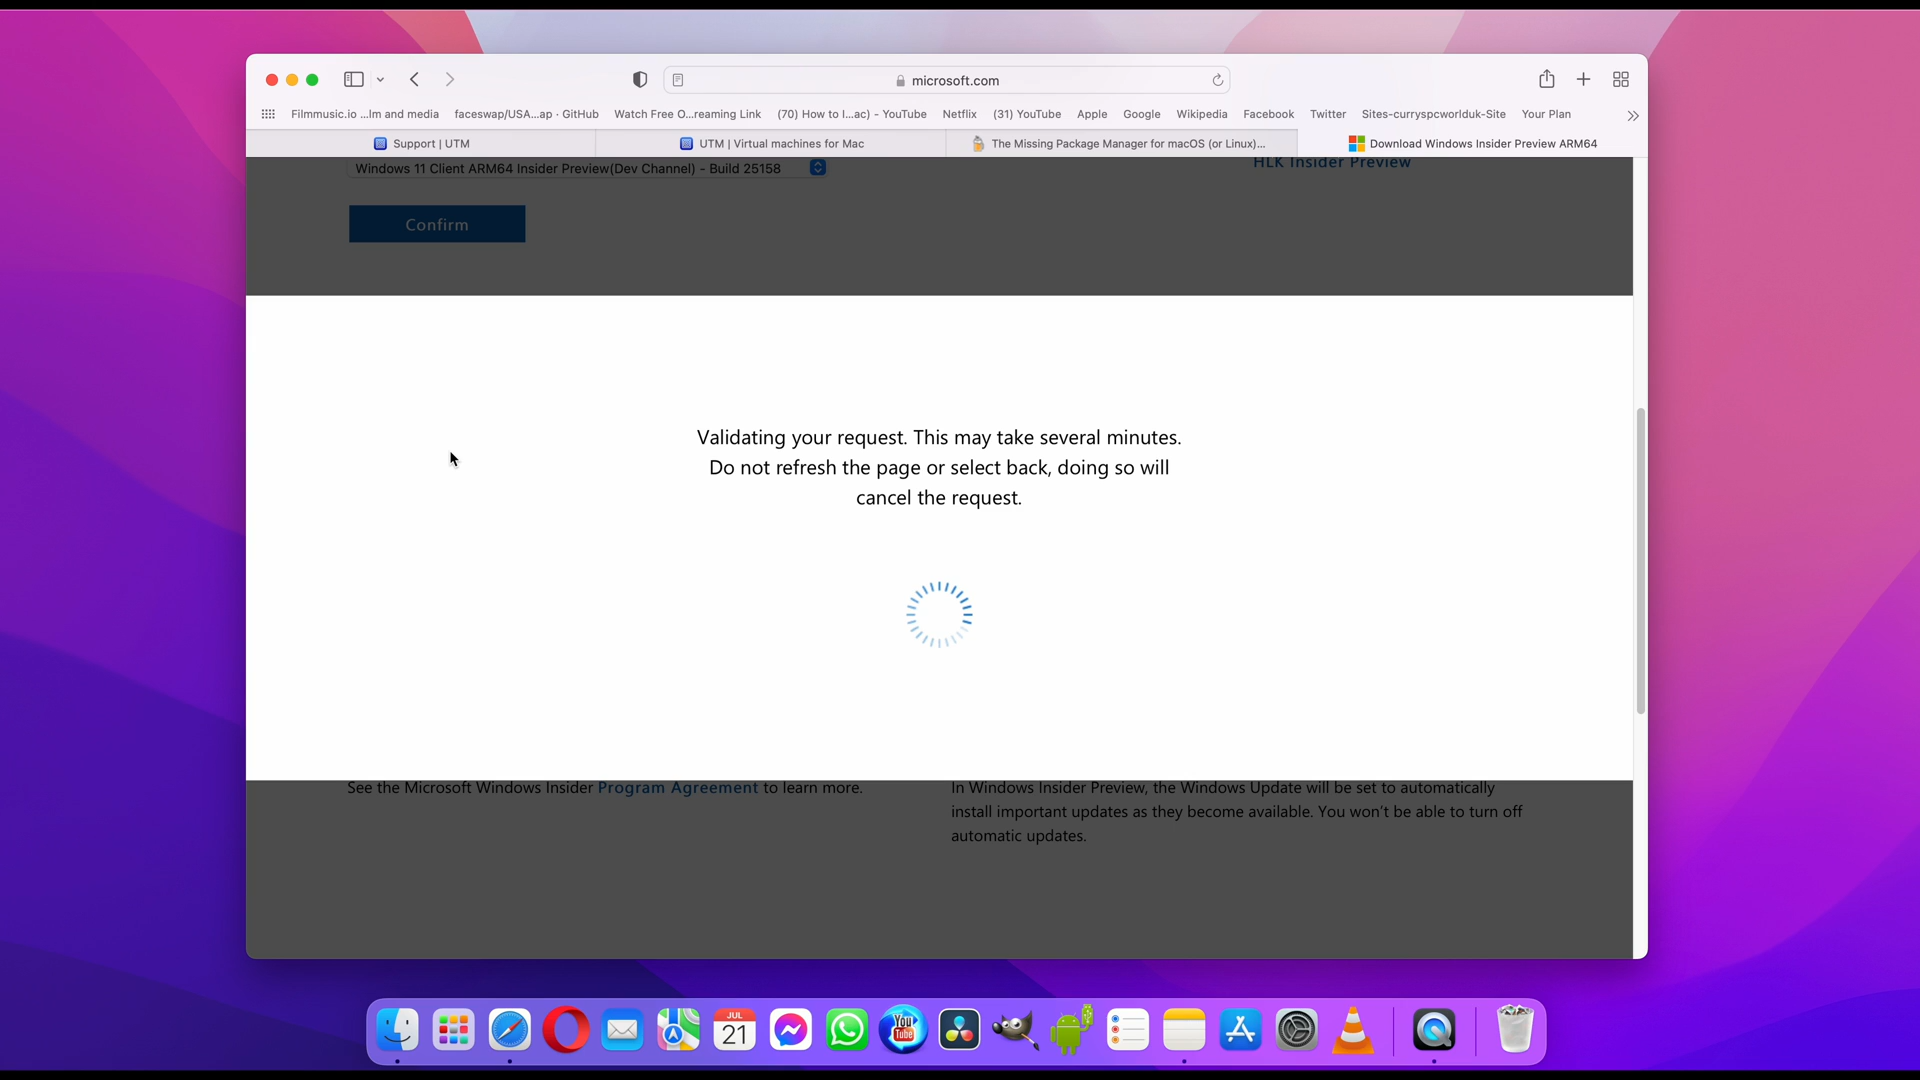 microsoft.com
Filmmusic.io ...lm and media faceswap/USA...ap · GitHub Watch Free O...reaming Link (70) How to I...ac) - YouTube Netflix (31) YouTube Apple Google Wikipedia Facebook Twitter Sites-curryspcworlduk-Site Your Plan
Support | UTM UTM | Virtual machines for Mac The Missing Package Manager for macOS (or Linux)... Download Windows Insider Preview ARM64
Windows 11 Client ARM64 Insider Preview(Dev Channel) - Build 25158 HLK Insider Preview
Confirm
Validating your request. This may take several minutes.
Do not refresh the page or select back, doing so will
cancel the request.
See the Microsoft Windows Insider Program Agreement to learn more. In Windows Insider Preview, the Windows Update will be set to automatically
install important updates as they become available. You won't be able to turn off
automatic updates.
JUL
21
You
Tube